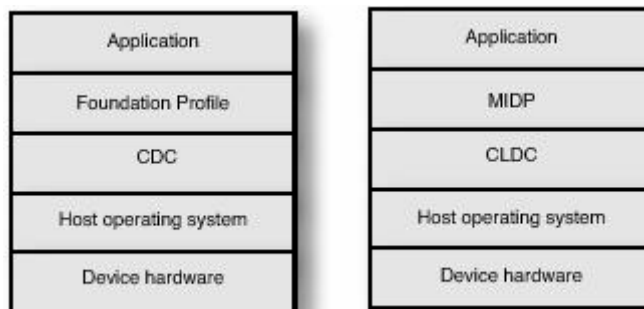 Application
Foundation Profile
CDC
Host operating system
Device hardware
Application
MIDP
CLDC
Host operating system
Device hardware